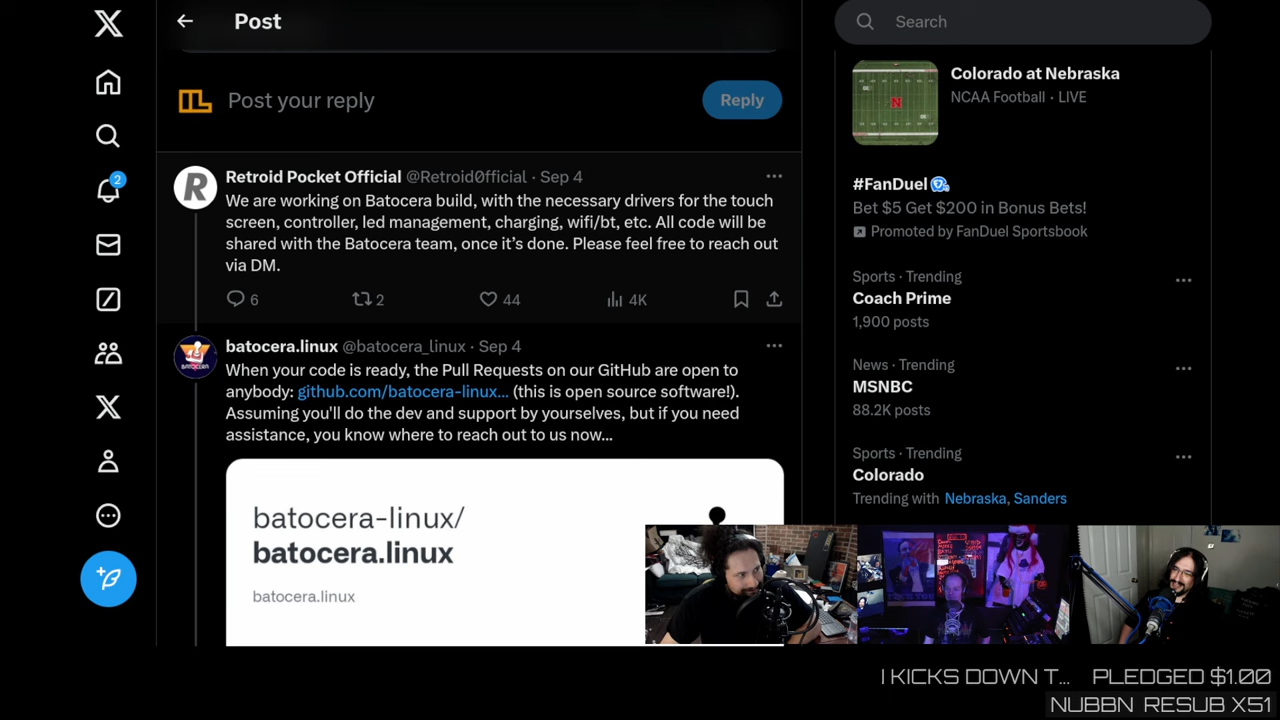 Post
Search
Colorado at Nebraska
NCAA Football · LIVE
Post your reply
Reply
2
Retroid Pocket Official @Retroid0fficial · Sep 4
We are working on Batocera build, with the necessary drivers for the touch
screen, controller, led management, charging, wifi/bt, etc. All code will be
shared with the Batocera team, once it's done. Please feel free to reach out
via DM.
6 2 44 4K
batocera.linux @batocera_linux · Sep 4
When your code is ready, the Pull Requests on our GitHub are open to
anybody: github.com/batocera-linux... (this is open source software!).
Assuming you'll do the dev and support by yourselves, but if you need
assistance, you know where to reach out to us now...
batocera-linux/
batocera.linux
batocera.linux
#FanDuel
Bet $5 Get $200 in Bonus Bets!
Promoted by FanDuel Sportsbook
Sports · Trending
Coach Prime
1,900 posts
News · Trending
MSNBC
88.2K posts
Sports · Trending
Colorado
Trending with Nebraska, Sanders
I KICKS DOWN T... PLEDGED $1.00
NUBBN RESUB X51